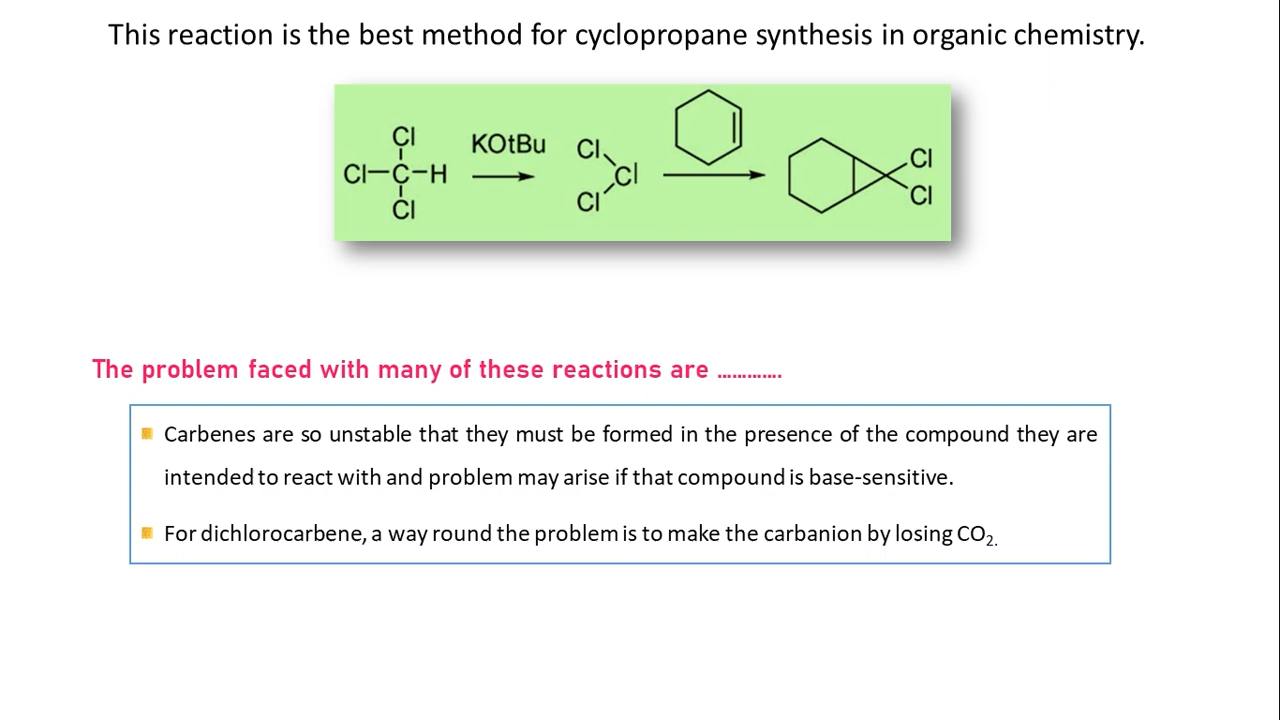 This reaction is the best method for cyclopropane synthesis in organic chemistry.
Cl
Cl–C–H
Cl
KOtBu
Cl
Cl
Cl
Cl
Cl
The problem faced with many of these reactions are .............
Carbenes are so unstable that they must be formed in the presence of the compound they are
intended to react with and problem may arise if that compound is base-sensitive.
For dichlorocarbene, a way round the problem is to make the carbanion by losing CO₂.